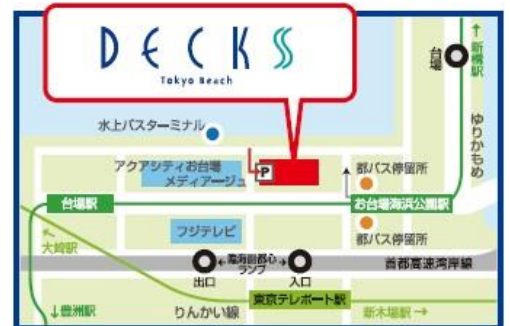 DECKS
Tokyo Beach
↑新橋駅
台場
ゆりかもめ
水上バスターミナル
アクアシティお台場
メディアージュ
P
都バス停留所
台場駅
お台場海浜公園駅
フジテレビ
都バス停留所
大崎駅
←臨海副都心→
ランプ
出口
入口
首都高速湾岸線
東京テレポート駅
↓豊洲駅
りんかい線
新木場駅→